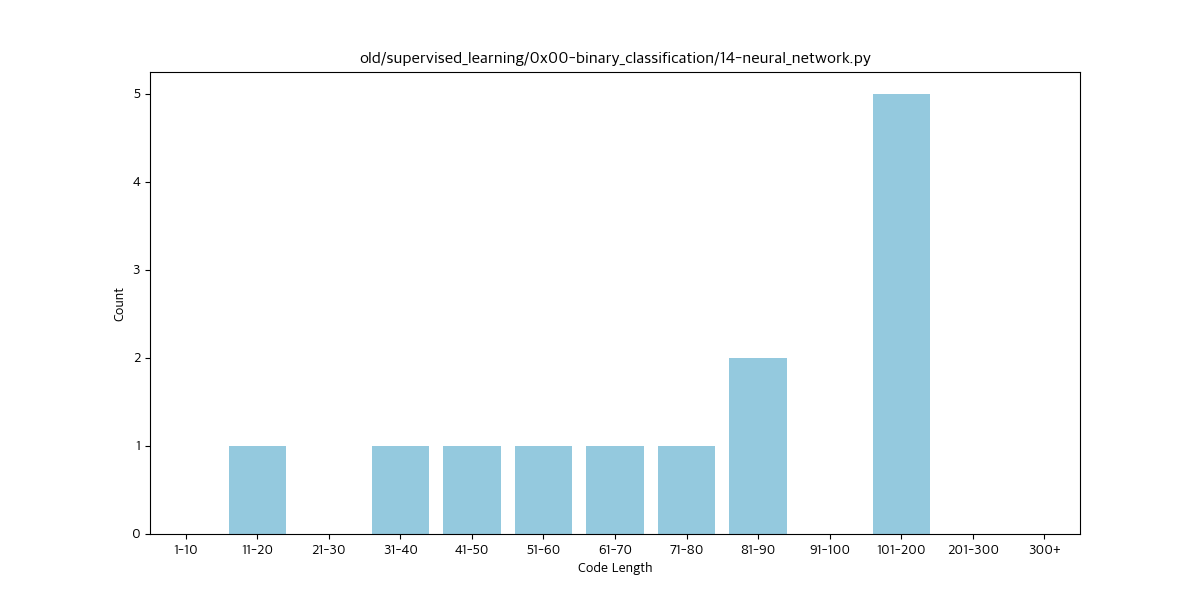 old/supervised_learning/0x00-binary_classification/14-neural_network.py
5
4
3
2
1
0
Count
1-10 11-20 21-30 31-40 41-50 51-60 61-70 71-80 81-90 91-100 101-200 201-300 300+
Code Length